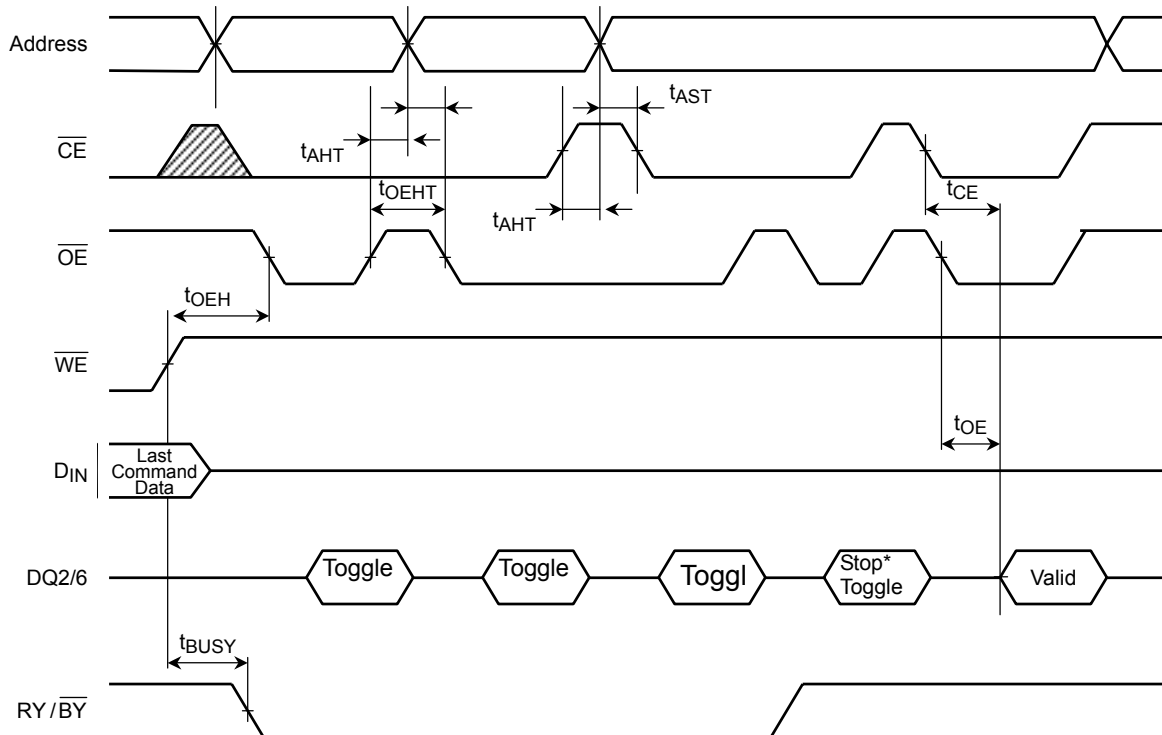 Address
tAST
CE
tAHT
tCE
tOEHT
tAHT
OE
tOEH
WE
tOE
DIN
Last
Command
Data
DQ2/6
Toggle
Toggle
Toggl
Stop*
Toggle
Valid
tBUSY
RY/BY